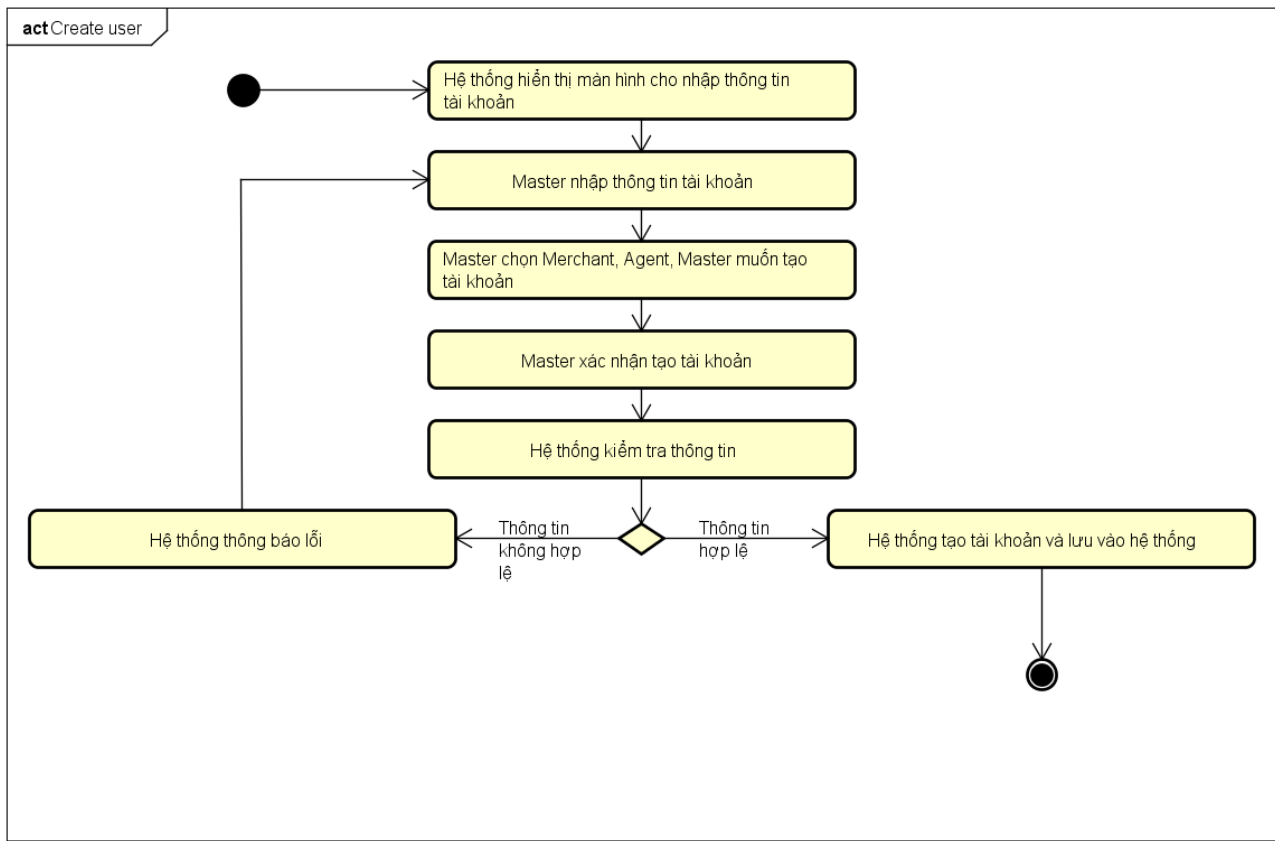 act Create user
Hệ thống hiển thị màn hình cho nhập thông tin
tài khoản
Master nhập thông tin tài khoản
Master chọn Merchant, Agent, Master muốn tạo
tài khoản
Master xác nhận tạo tài khoản
Hệ thống kiểm tra thông tin
Hệ thống thông báo lỗi
Thông tin
không hợp
lệ
Thông tin
hợp lệ
Hệ thống tạo tài khoản và lưu vào hệ thống